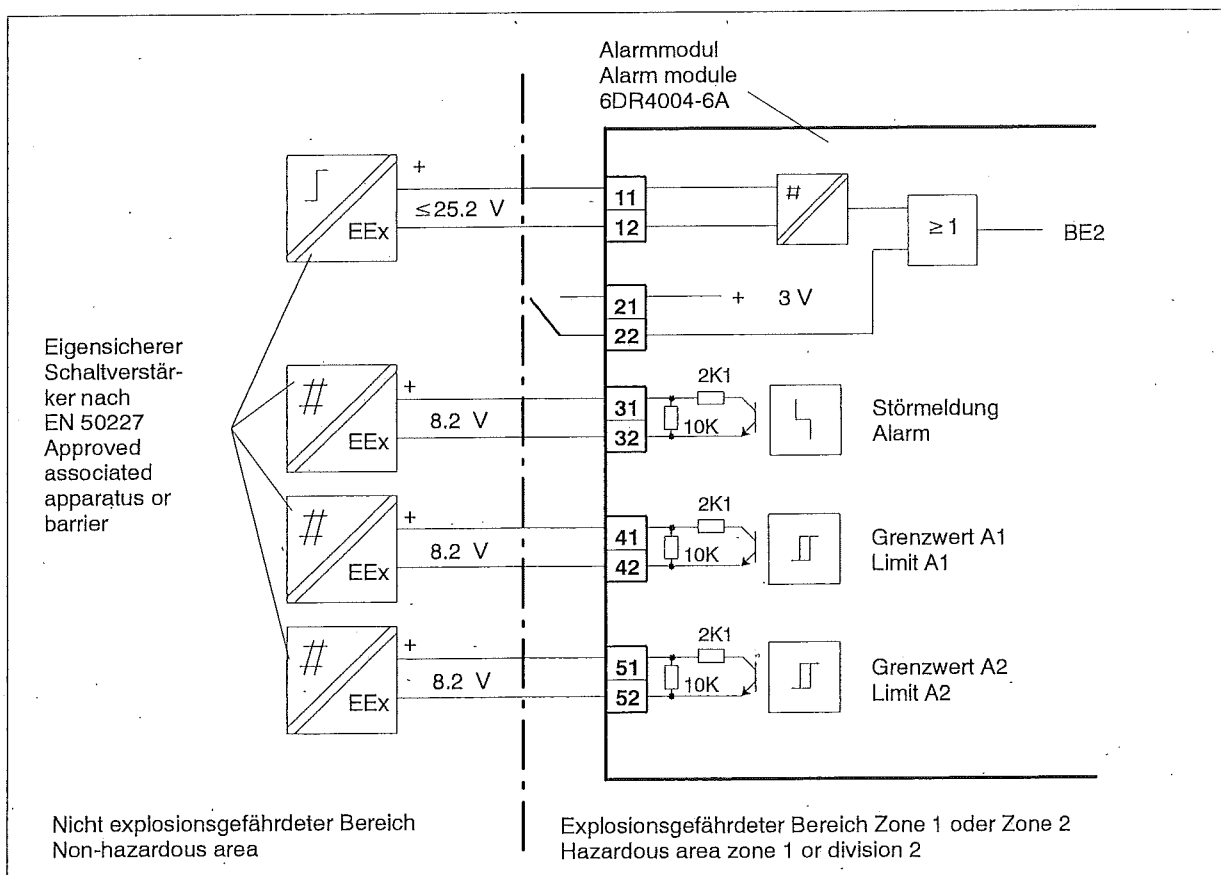 Alarmmodul
Alarm module
6DR4004-6A
+
≤25.2 V
EEx
11
12
#
≥1
BE2
21
22
+ 3 V
Eigensicherer
Schaltverstär-
ker nach
EN 50227
Approved
associated
apparatus or
barrier
#
EEx
+
8.2 V
31
32
2K1
10K
Störmeldung
Alarm
#
EEx
+
8.2 V
41
42
2K1
10K
Grenzwert A1
Limit A1
#
EEx
+
8.2 V
51
52
2K1
10K
Grenzwert A2
Limit A2
Nicht explosionsgefährdeter Bereich
Non-hazardous area
Explosionsgefährdeter Bereich Zone 1 oder Zone 2
Hazardous area zone 1 or division 2